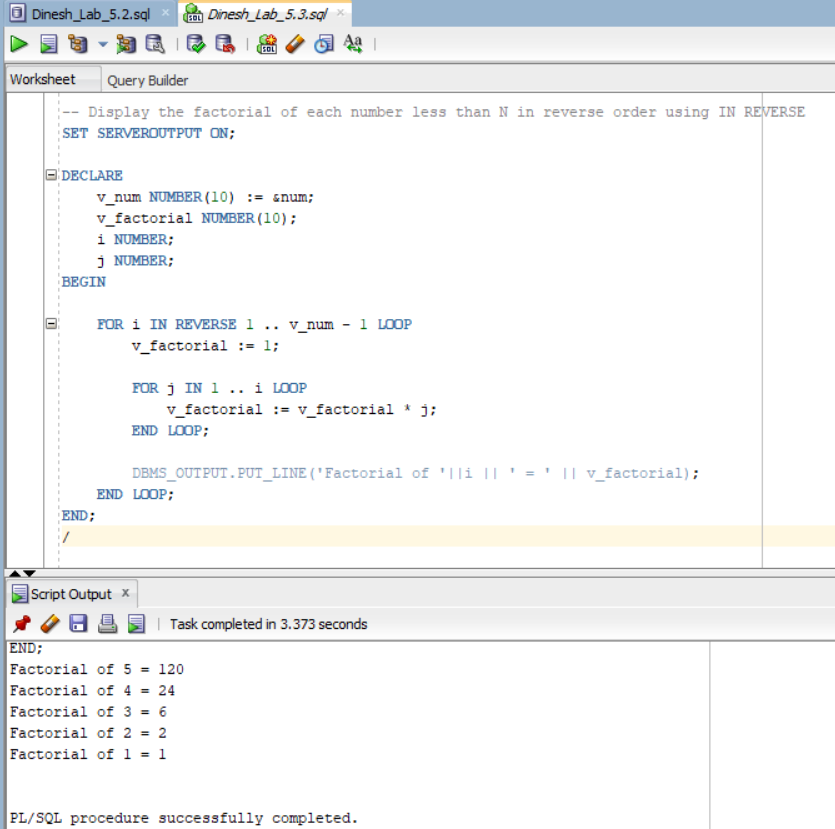 Dinesh_Lab_5.2.sql × Dinesh_Lab_5.3.sql ×
Worksheet Query Builder
-- Display the factorial of each number less than N in reverse order using IN REVERSE
SET SERVEROUTPUT ON;
DECLARE
v_num NUMBER(10) := &num;
v_factorial NUMBER(10);
i NUMBER;
j NUMBER;
BEGIN
FOR i IN REVERSE 1 .. v_num - 1 LOOP
v_factorial := 1;
FOR j IN 1 .. i LOOP
v_factorial := v_factorial * j;
END LOOP;
DBMS_OUTPUT.PUT_LINE('Factorial of '||i || ' = ' || v_factorial);
END LOOP;
END;
/
Script Output ×
Task completed in 3.373 seconds
END;
Factorial of 5 = 120
Factorial of 4 = 24
Factorial of 3 = 6
Factorial of 2 = 2
Factorial of 1 = 1
PL/SQL procedure successfully completed.